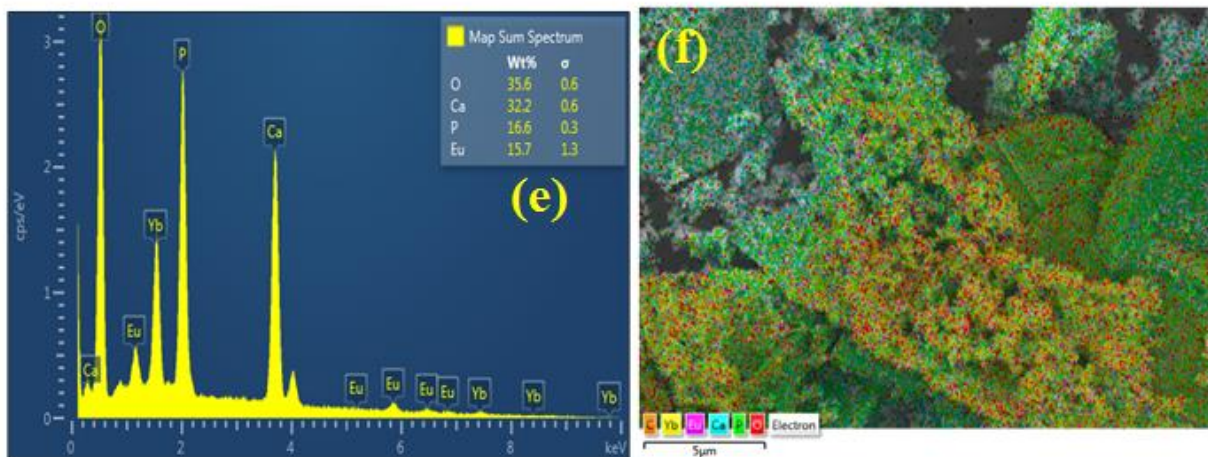 3
2
1
0
cps/eV
O
P
Ca
Yb
Eu
Ca
Eu
Eu
Eu
Eu
Yb
Yb
Yb
0
2
4
6
8
keV
Map Sum Spectrum
Wt% σ
O 35.6 0.6
Ca 32.2 0.6
P 16.6 0.3
Eu 15.7 1.3
(e)
(f)
C Yb Eu Ca P O Electron
5μm